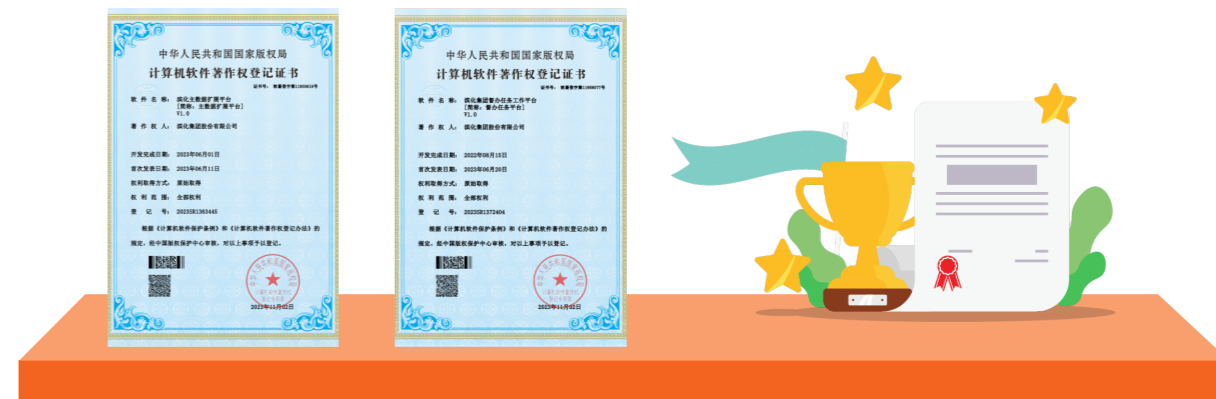 中华人民共和国国家版权局
计算机软件著作权登记证书
软件名称： 滨化主数据扩展平台
[简称：主数据扩展平台]
V1.0
著作权人： 滨化集团股份有限公司
开发完成日期： 2023年06月01日
首次发表日期： 2023年06月11日
权利取得方式： 原始取得
权利范围： 全部权利
登记号： 2023SR1363445
根据《计算机软件保护条例》和《计算机软件著作权登记办法》的
规定，经中国版权保护中心审核，对以上事项予以登记。
2023年11月02日
中华人民共和国国家版权局
计算机软件著作权登记证书
软件名称： 滨化集团督办任务工作平台
[简称：督办任务平台]
V1.0
著作权人： 滨化集团股份有限公司
开发完成日期： 2022年08月15日
首次发表日期： 2023年06月20日
权利取得方式： 原始取得
权利范围： 全部权利
登记号： 2023SR1372404
根据《计算机软件保护条例》和《计算机软件著作权登记办法》的
规定，经中国版权保护中心审核，对以上事项予以登记。
2023年11月02日